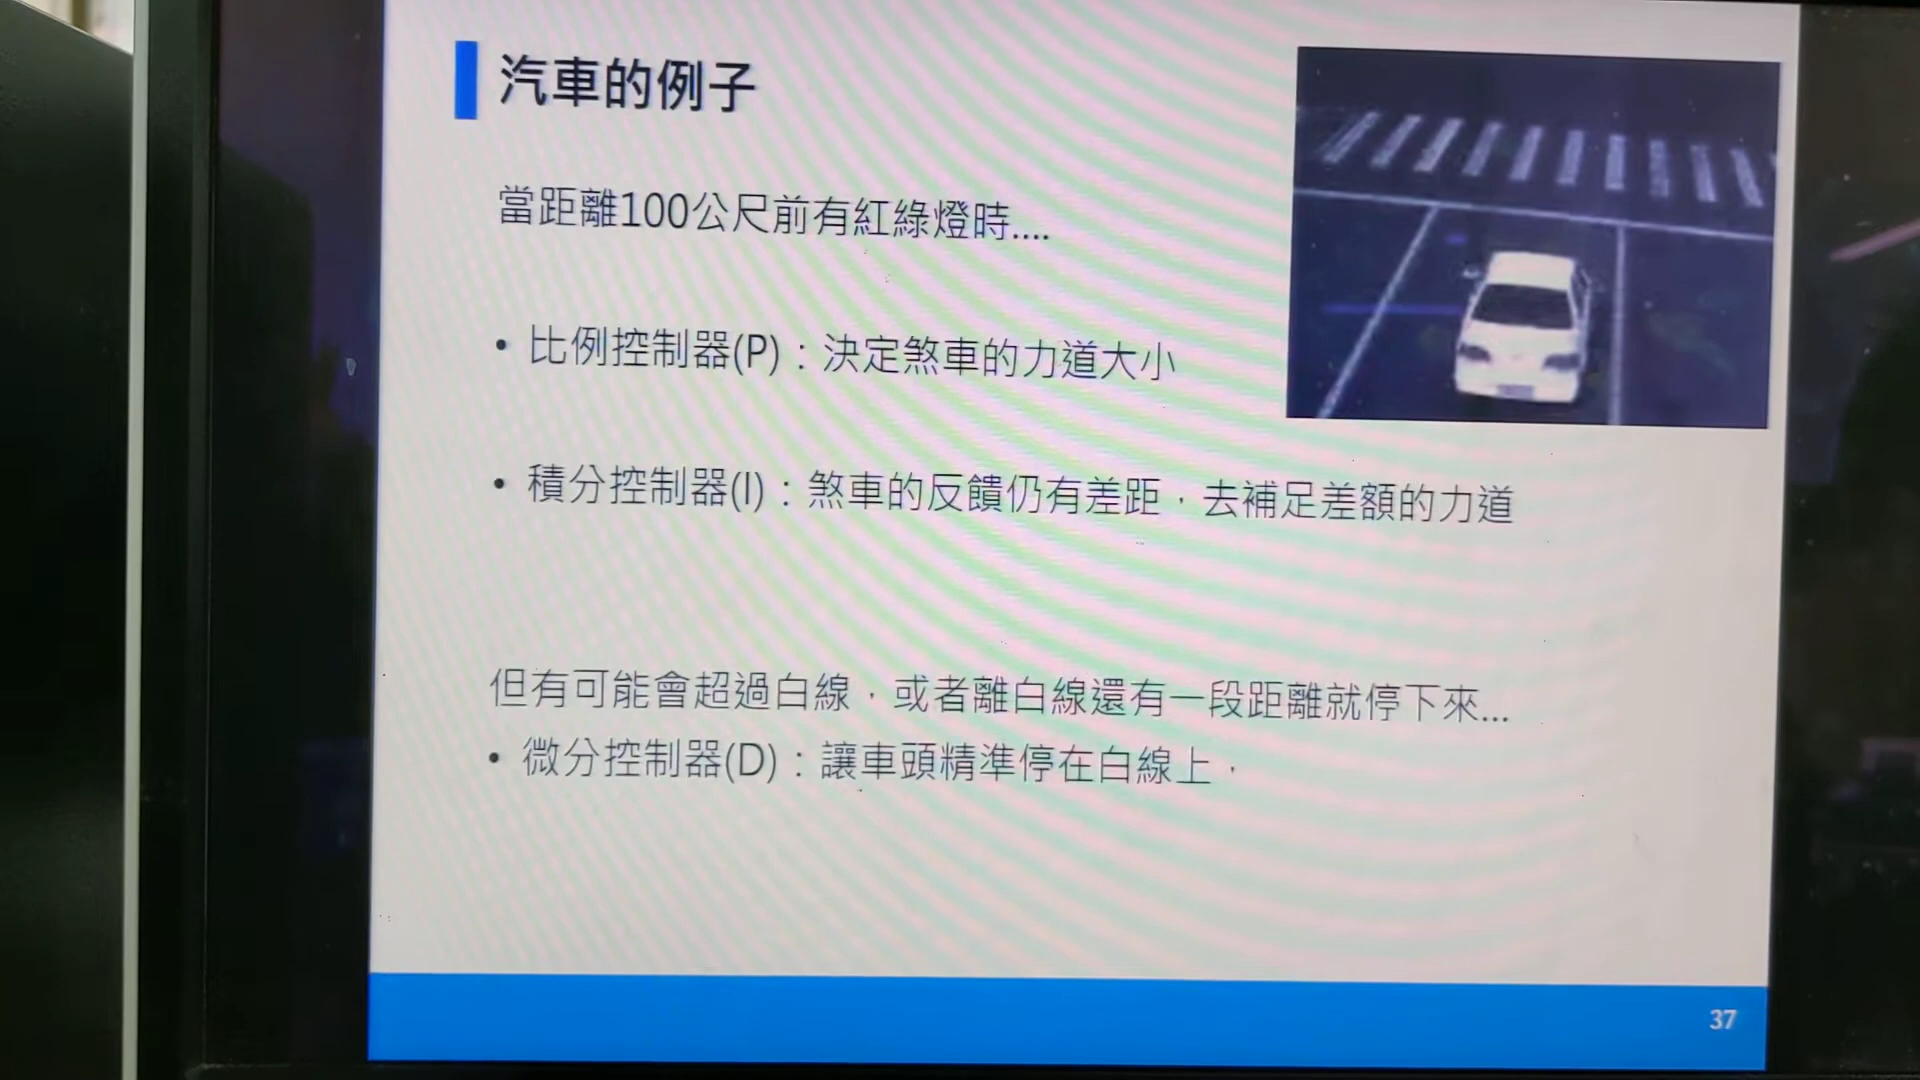 汽車的例子
當距離100公尺前有紅綠燈時....
• 比例控制器(P)：決定煞車的力道大小
• 積分控制器(I)：煞車的反饋仍有差距，去補足差額的力道
但有可能會超過白線，或者離白線還有一段距離就停下來...
• 微分控制器(D)：讓車頭精準停在白線上，
37